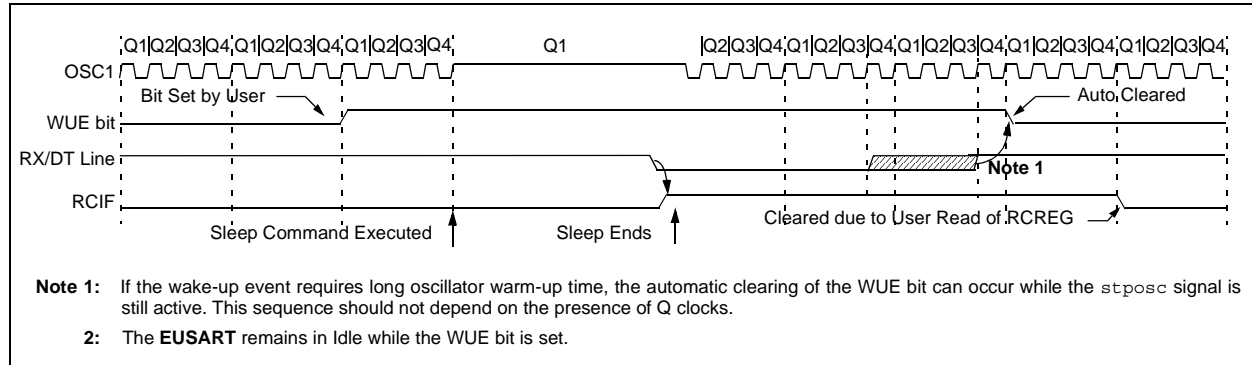 Q1 Q2 Q3 Q4 Q1 Q2 Q3 Q4 Q1 Q2 Q3 Q4 Q1 Q2 Q3 Q4 Q1 Q2 Q3 Q4 Q1 Q2 Q3 Q4 Q1 Q2 Q3 Q4 Q1 Q2 Q3 Q4
OSC1
Bit Set by User
Auto Cleared
WUE bit
RX/DT Line
Note 1
RCIF
Cleared due to User Read of RCREG
Sleep Command Executed
Sleep Ends
Note 1: If the wake-up event requires long oscillator warm-up time, the automatic clearing of the WUE bit can occur while the stposc signal is
still active. This sequence should not depend on the presence of Q clocks.
2: The EUSART remains in Idle while the WUE bit is set.